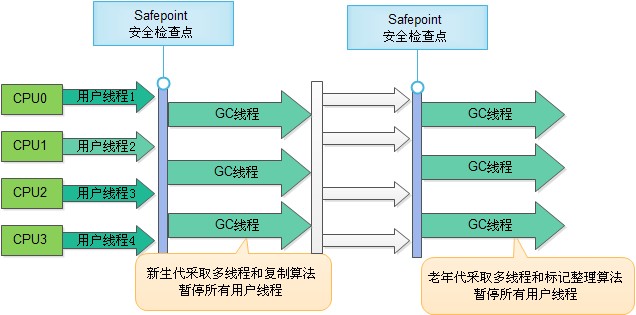 Safepoint
安全检查点
Safepoint
安全检查点
CPU0
用户线程1
CPU1
用户线程2
CPU2
用户线程3
CPU3
用户线程4
GC线程
GC线程
GC线程
GC线程
GC线程
GC线程
新生代采取多线程和复制算法
暂停所有用户线程
老年代采取多线程和标记整理算法
暂停所有用户线程